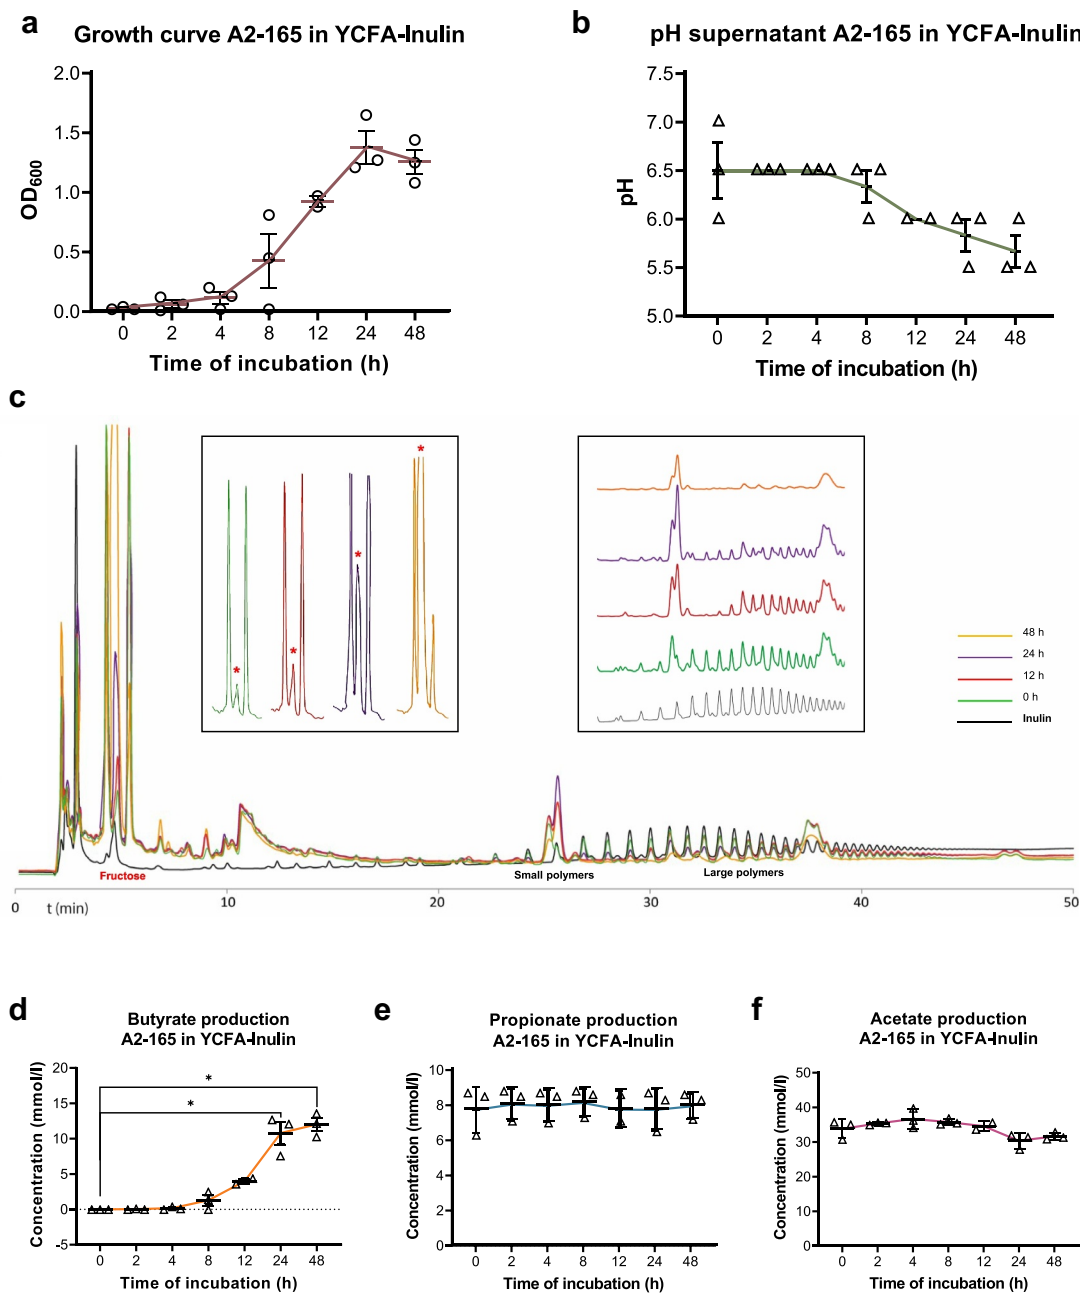 a
Growth curve A2-165 in YCFA-Inulin
2.0
1.5
1.0
0.5
0.0
OD600
0 2 4 8 12 24 48
Time of incubation (h)
b
pH supernatant A2-165 in YCFA-Inulin
7.5
7.0
6.5
6.0
5.5
5.0
pH
0 2 4 8 12 24 48
Time of incubation (h)
c
* * * *
48 h
24 h
12 h
0 h
Inulin
Fructose
Small polymers
Large polymers
0 10 20 30 40 50
t (min)
d
Butyrate production
A2-165 in YCFA-Inulin
20
15
10
5
0
-5
Concentration (mmol/l)
*
*
0 2 4 8 12 24 48
Time of incubation (h)
e
Propionate production
A2-165 in YCFA-Inulin
10
8
6
4
2
0
Concentration (mmol/l)
0 2 4 8 12 24 48
Time of incubation (h)
f
Acetate production
A2-165 in YCFA-Inulin
50
40
30
20
10
0
Concentration (mmol/l)
0 2 4 8 12 24 48
Time of incubation (h)